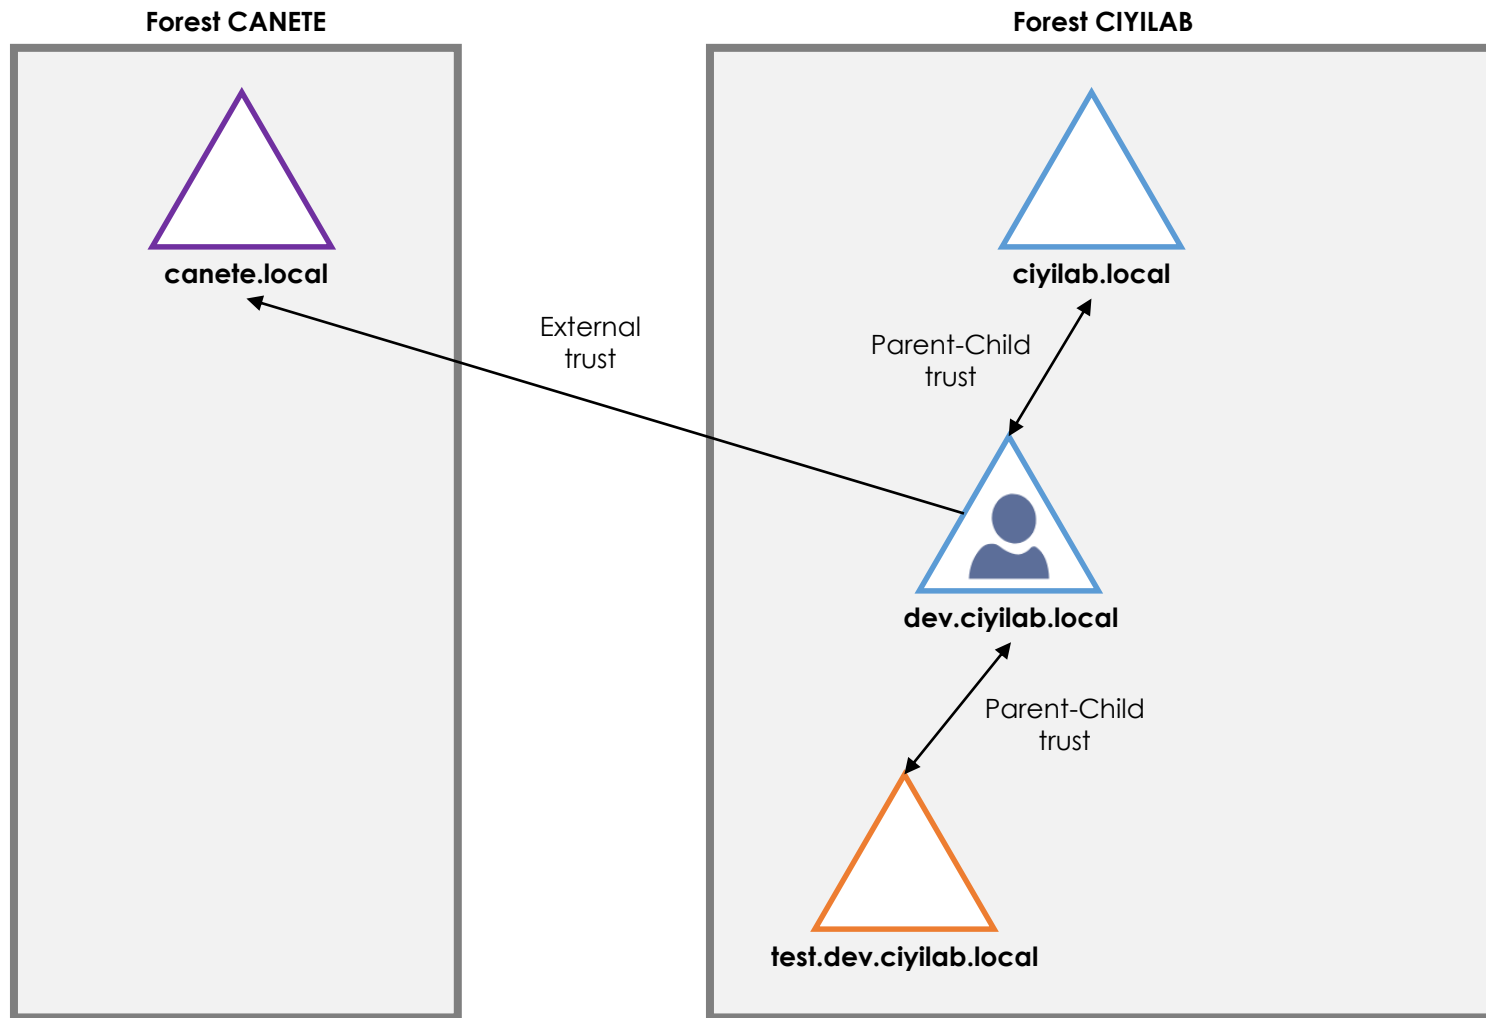 Forest CANETE
Forest CIYILAB
canete.local
ciyilab.local
External
trust
Parent-Child
trust
dev.ciyilab.local
Parent-Child
trust
test.dev.ciyilab.local